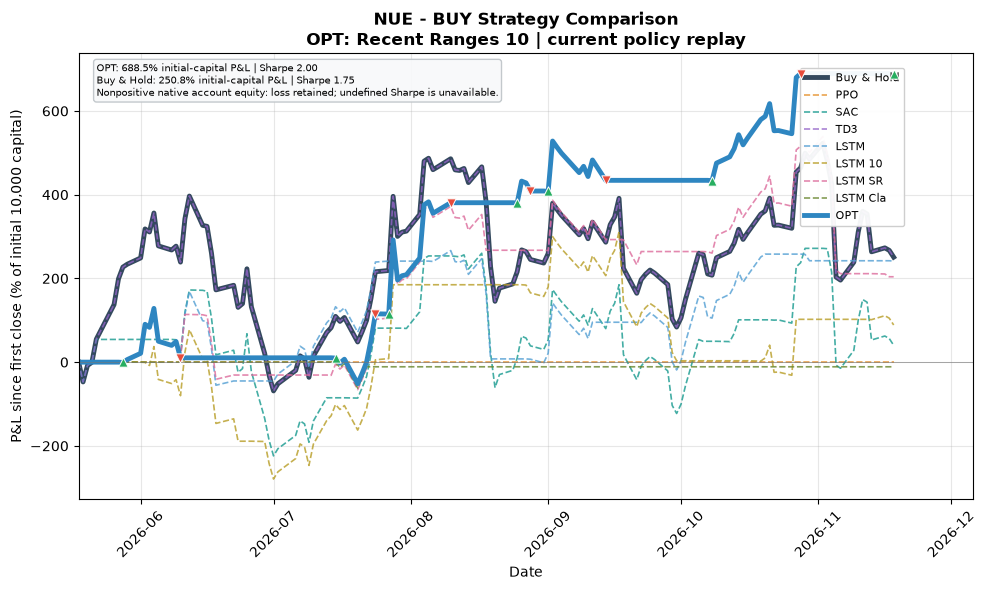 NUE - BUY Strategy Comparison
OPT: Recent Ranges 10 | current policy replay
OPT: 688.5% initial-capital P&L | Sharpe 2.00
Buy & Hold: 250.8% initial-capital P&L | Sharpe 1.75
Nonpositive native account equity: loss retained; undefined Sharpe is unavailable.
Buy & Hold
PPO
SAC
TD3
LSTM
LSTM 10
LSTM SR
LSTM Cla
OPT
P&L since first close (% of initial 10,000 capital)
600
400
200
0
−200
2026-06
2026-07
2026-08
2026-09
2026-10
2026-11
2026-12
Date